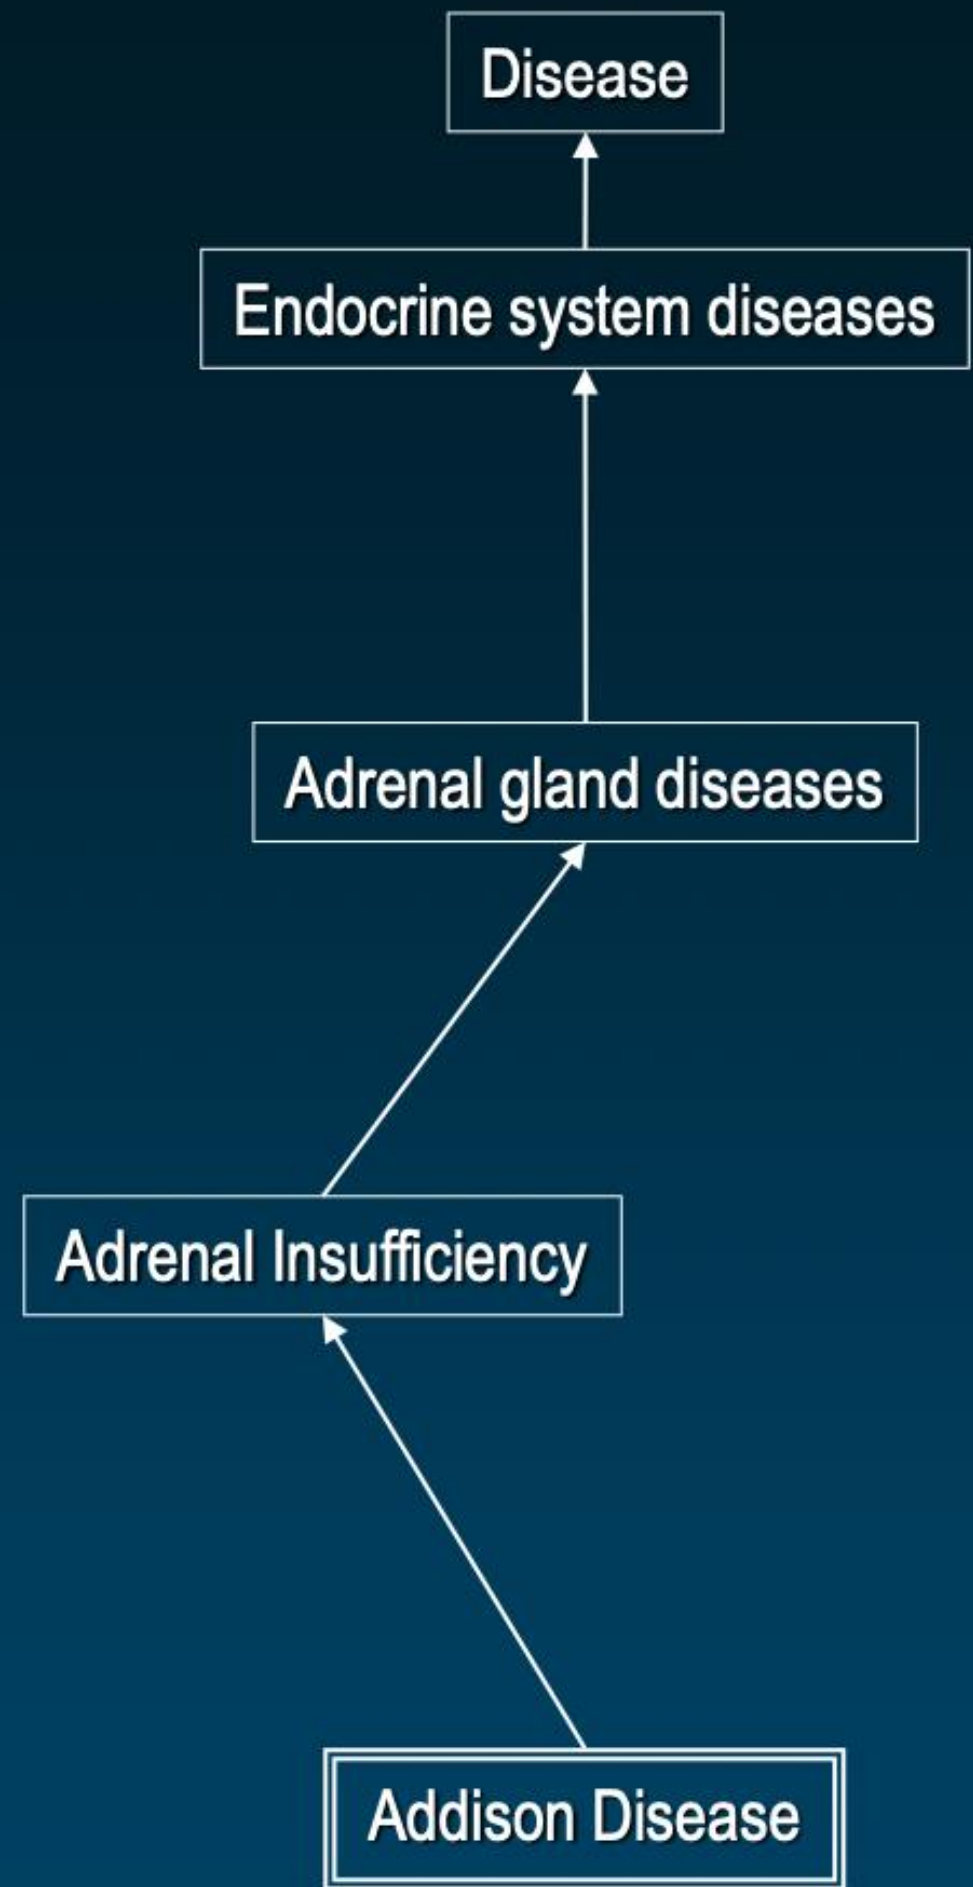 Disease
Endocrine system diseases
Adrenal gland diseases
Adrenal Insufficiency
Addison Disease